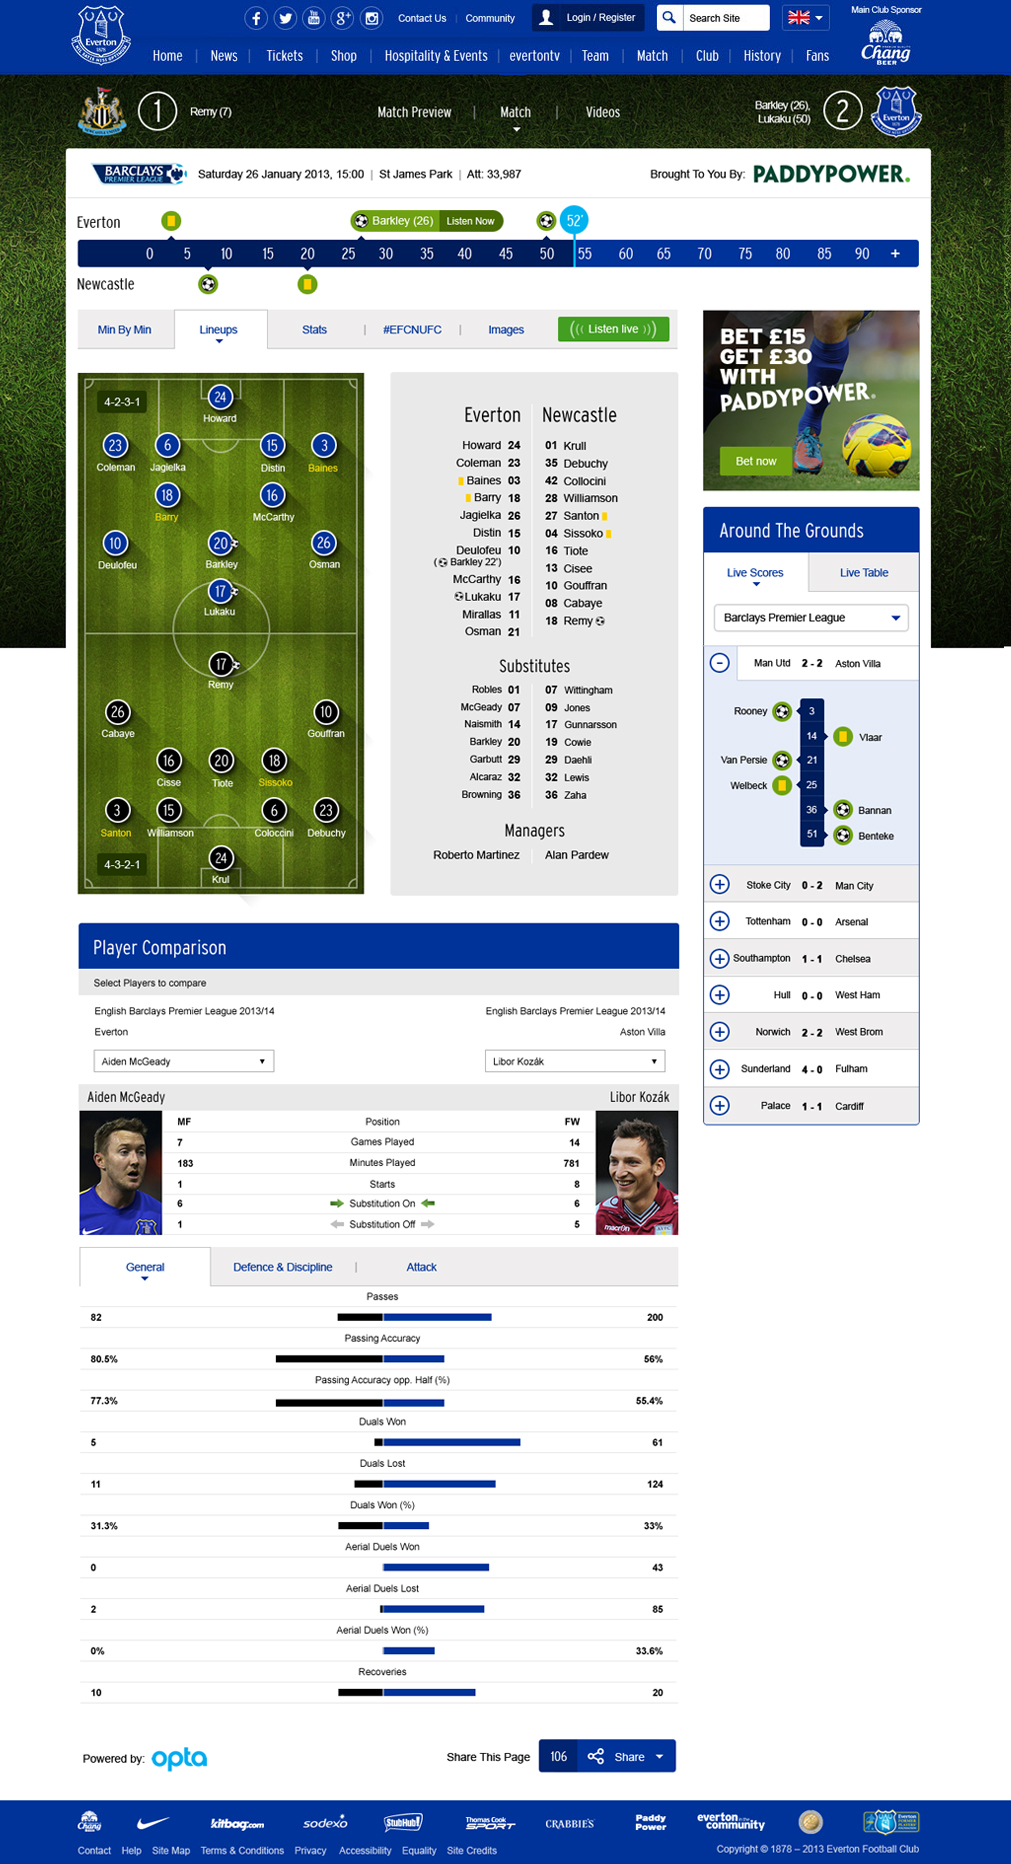 Everton
1878
Contact Us | Community
Login / Register
Search Site
Main Club Sponsor
Chang
BEER
Home | News | Tickets | Shop | Hospitality & Events | evertontv | Team | Match | Club | History | Fans
1 Remy (7)
Match Preview | Match | Videos
Barkley (26),
Lukaku (50)
2
Everton
BARCLAYS
PREMIER LEAGUE
Saturday 26 January 2013, 15:00 | St James Park | Att: 33,987
Brought To You By: PADDYPOWER.
Everton
Barkley (26) Listen Now
52'
0 5 10 15 20 25 30 35 40 45 50 55 60 65 70 75 80 85 90 +
Newcastle
Min By Min
Lineups
Stats | #EFCNUFC | Images
Listen live
4-2-3-1
24
Howard
23 6 15 3
Coleman Jagielka Distin Baines
18 16
Barry McCarthy
10 20 26
Deulofeu Barkley Osman
17
Lukaku
17
Remy
26 10
Cabaye Gouffran
16 20 18
Cisse Tiote Sissoko
3 15 6 23
Santon Williamson Coloccini Debuchy
4-3-2-1
24
Krul
Everton Newcastle
Howard 24 01 Krull
Coleman 23 35 Debuchy
Baines 03 42 Collocini
Barry 18 28 Williamson
Jagielka 26 27 Santon
Distin 15 04 Sissoko
Deulofeu 10 16 Tiote
( Barkley 22')
13 Cisee
McCarthy 16 10 Gouffran
Lukaku 17 08 Cabaye
Mirallas 11 18 Remy
Osman 21
Substitutes
Robles 01 07 Wittingham
McGeady 07 09 Jones
Naismith 14 17 Gunnarsson
Barkley 20 19 Cowie
Garbutt 29 29 Daehli
Alcaraz 32 32 Lewis
Browning 36 36 Zaha
Managers
Roberto Martinez Alan Pardew
BET £15
GET £30
WITH
PADDYPOWER.
Bet now
Around The Grounds
Live Scores
Live Table
Barclays Premier League
Man Utd 2 - 2 Aston Villa
Rooney 3
14 Vlaar
Van Persie 21
Welbeck 25
36 Bannan
51 Benteke
Stoke City 0 - 2 Man City
Tottenham 0 - 0 Arsenal
Southampton 1 - 1 Chelsea
Hull 0 - 0 West Ham
Norwich 2 - 2 West Brom
Sunderland 4 - 0 Fulham
Palace 1 - 1 Cardiff
Player Comparison
Select Players to compare
English Barclays Premier League 2013/14 English Barclays Premier League 2013/14
Everton Aston Villa
Aiden McGeady Libor Kozák
Aiden McGeady Libor Kozák
MF Position FW
7 Games Played 14
183 Minutes Played 781
1 Starts 8
6 Substitution On 6
1 Substitution Off 5
General
Defence & Discipline | Attack
Passes
82 200
Passing Accuracy
80.5% 56%
Passing Accuracy opp. Half (%)
77.3% 55.4%
Duals Won
5 61
Duals Lost
11 124
Duels Won (%)
31.3% 33%
Aerial Duels Won
0 43
Aerial Duels Lost
2 85
Aerial Duels Won (%)
0% 33.6%
Recoveries
10 20
Powered by: opta
Share This Page 106 Share
Chang
kitbag.com
sodexo
StubHub!
Thomas Cook
SPORT
CRABBIE'S
Paddy
Power
everton in the
community
Contact Help Site Map Terms & Conditions Privacy Accessibility Equality Site Credits
Copyright © 1878 – 2013 Everton Football Club